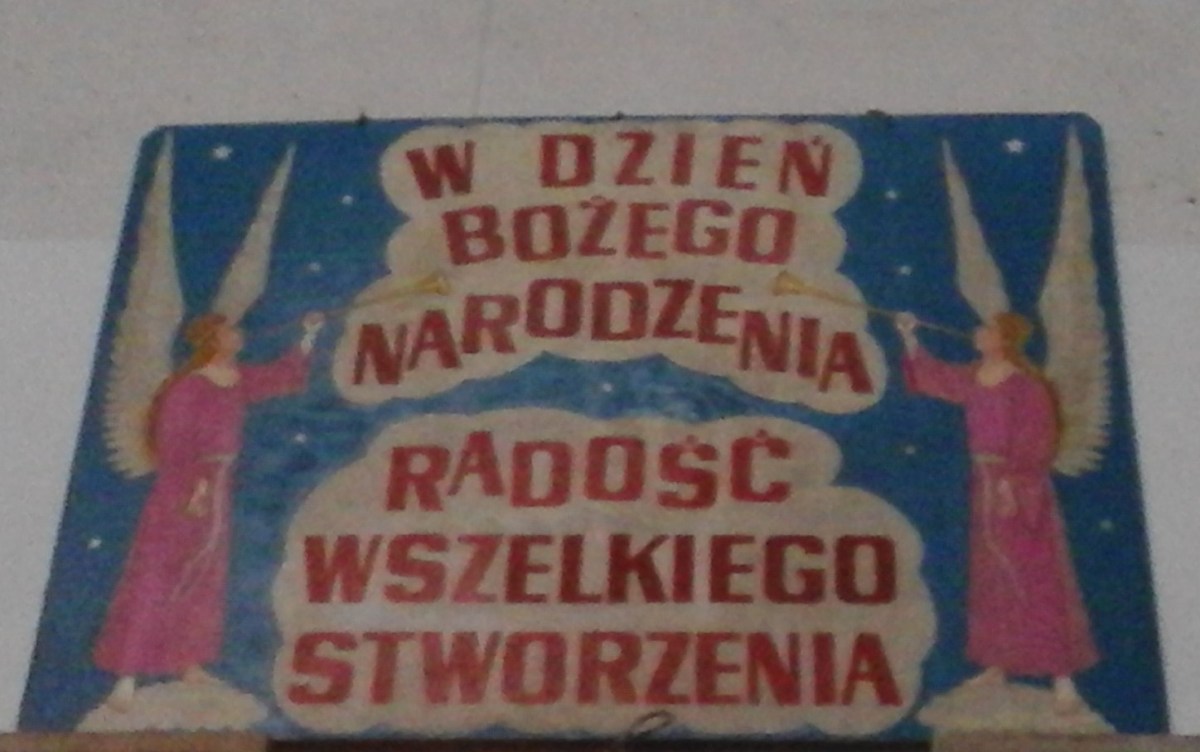 W DZIEŃ
BOŻEGO
NARODZENIA
RADOŚĆ
WSZELKIEGO
STWORZENIA